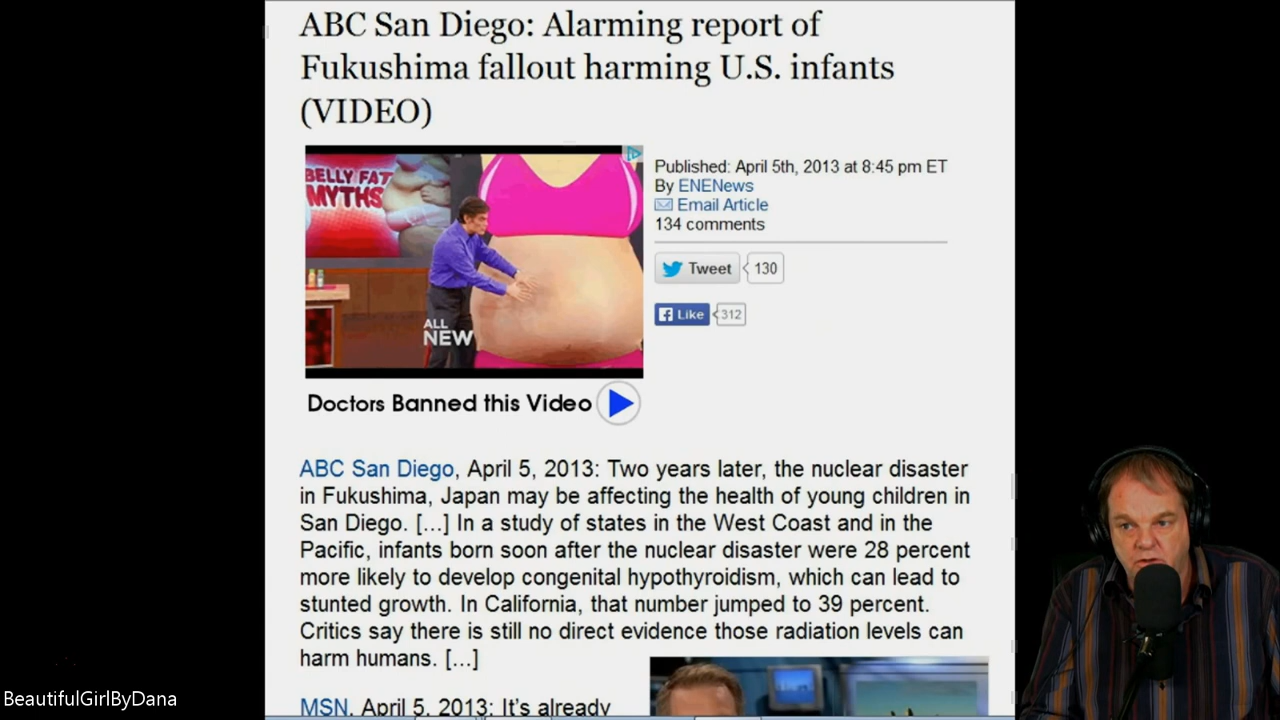 ABC San Diego: Alarming report of
Fukushima fallout harming U.S. infants
(VIDEO)
BELLY FAT
MYTHS
ALL
NEW
Doctors Banned this Video
Published: April 5th, 2013 at 8:45 pm ET
By ENENews
Email Article
134 comments
Tweet 130
Like 312
ABC San Diego, April 5, 2013: Two years later, the nuclear disaster
in Fukushima, Japan may be affecting the health of young children in
San Diego. [...] In a study of states in the West Coast and in the
Pacific, infants born soon after the nuclear disaster were 28 percent
more likely to develop congenital hypothyroidism, which can lead to
stunted growth. In California, that number jumped to 39 percent.
Critics say there is still no direct evidence those radiation levels can
harm humans. [...]
MSN, April 5, 2013: It's already
BeautifulGirlByDana